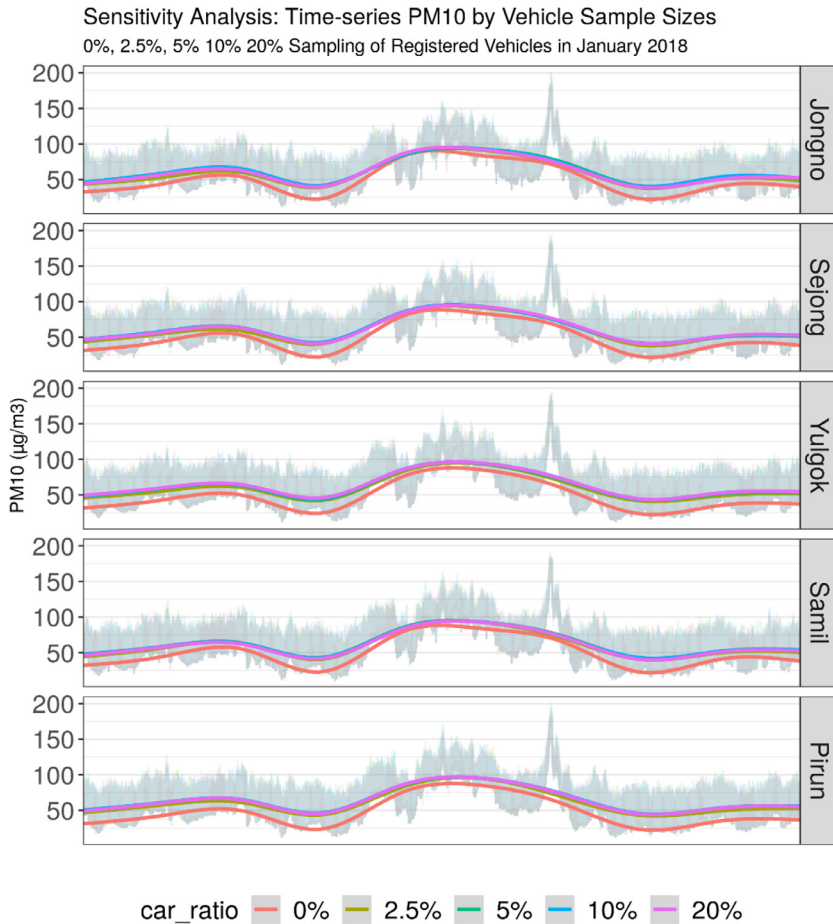 Sensitivity Analysis: Time-series PM10 by Vehicle Sample Sizes
0%, 2.5%, 5% 10% 20% Sampling of Registered Vehicles in January 2018
PM10 (µg/m3)
200
150
100
50
Jongno
200
150
100
50
Sejong
200
150
100
50
Yulgok
200
150
100
50
Samil
200
150
100
50
Pirun
car_ratio 0% 2.5% 5% 10% 20%